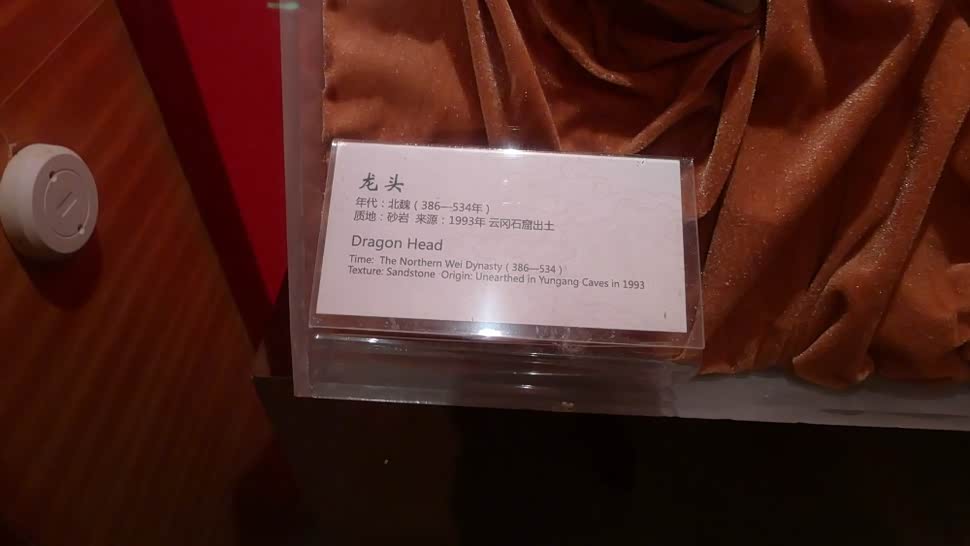 龙头
年代：北魏（386—534年）
质地：砂岩 来源：1993年 云冈石窟出土
Dragon Head
Time: The Northern Wei Dynasty（386—534）
Texture: Sandstone Origin: Unearthed in Yungang Caves in 1993